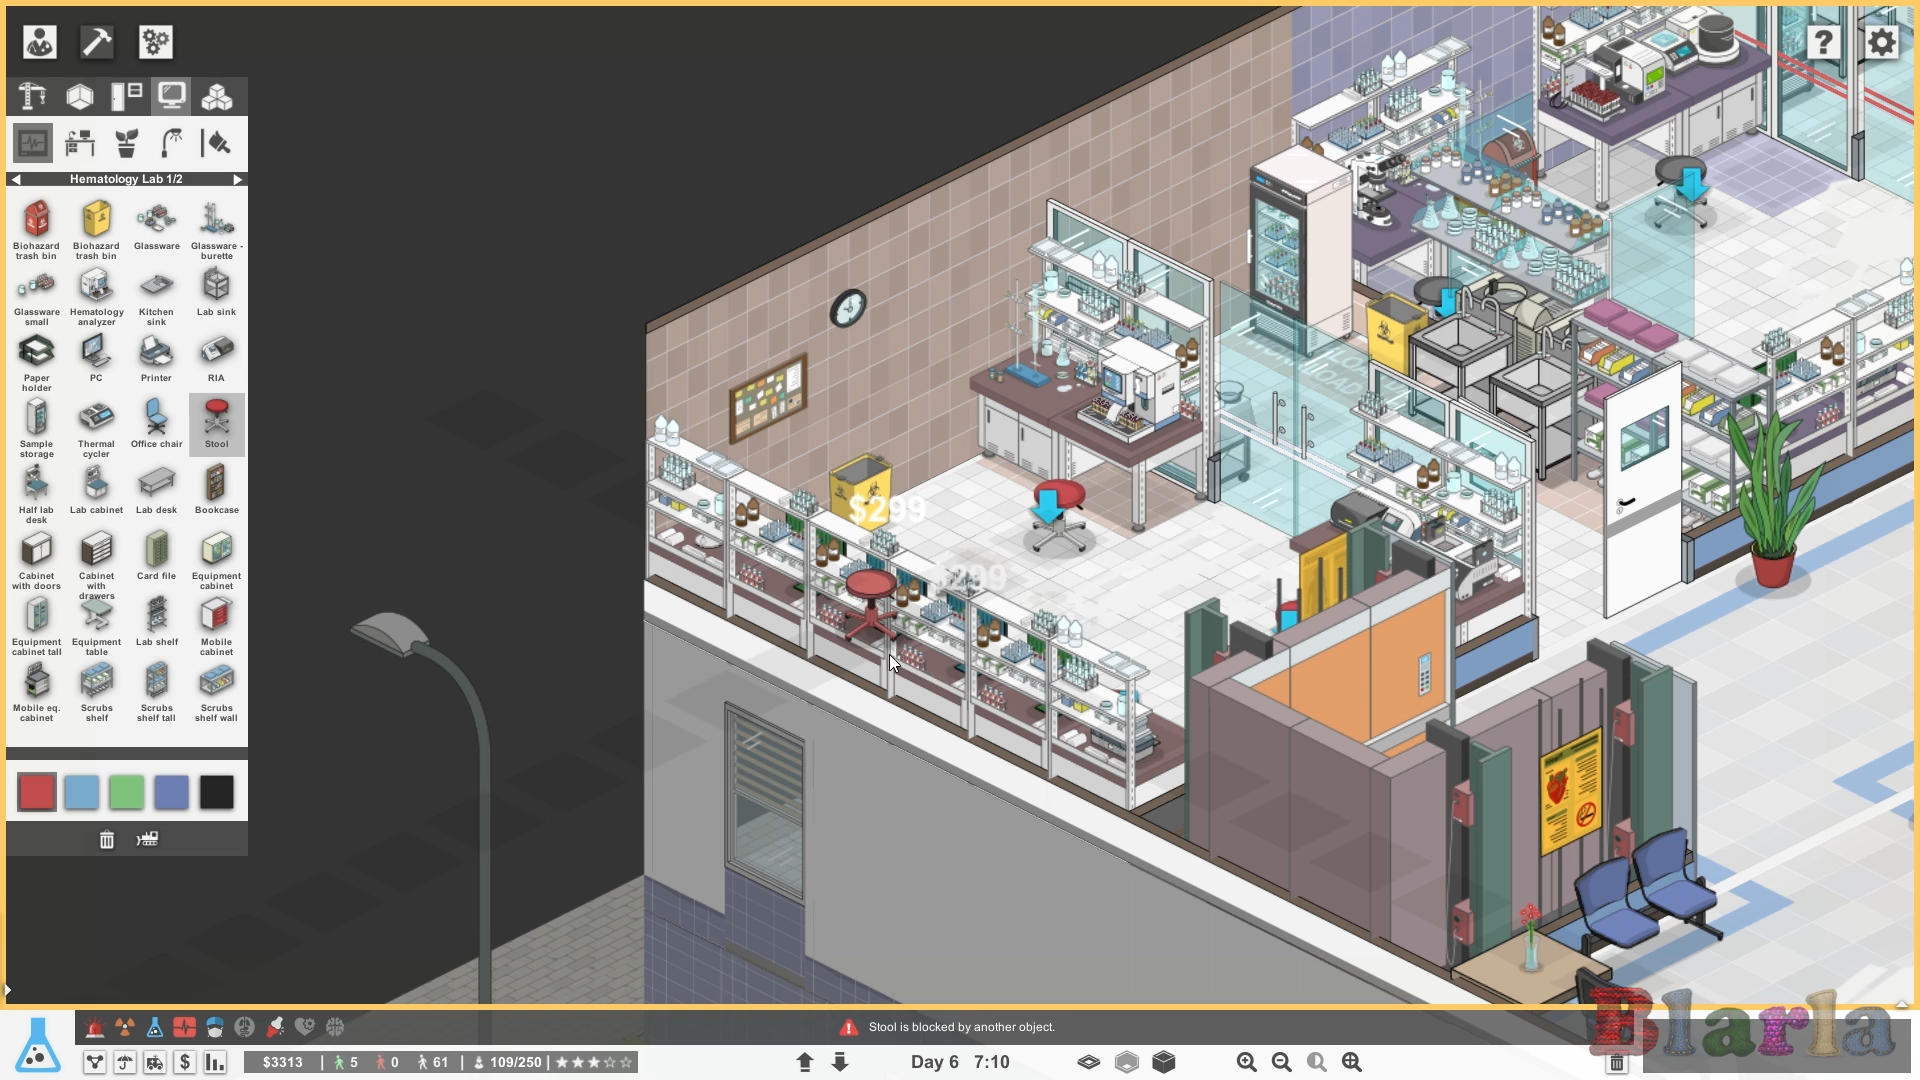 ?
Hematology Lab 1/2
Biohazard trash bin
Biohazard trash bin
Glassware
Glassware - burette
Glassware small
Hematology analyzer
Kitchen sink
Lab sink
Paper holder
PC
Printer
RIA
Sample storage
Thermal cycler
Office chair
Stool
Half lab desk
Lab cabinet
Lab desk
Bookcase
Cabinet with doors
Cabinet with drawers
Card file
Equipment cabinet
Equipment cabinet tall
Equipment table
Lab shelf
Mobile cabinet
Mobile eq. cabinet
Scrubs shelf
Scrubs shelf tall
Scrubs shelf wall
$299
$299
Stool is blocked by another object.
$3313 | 5 0 61 | 109/250 |
Day 6 7:10
Blarla